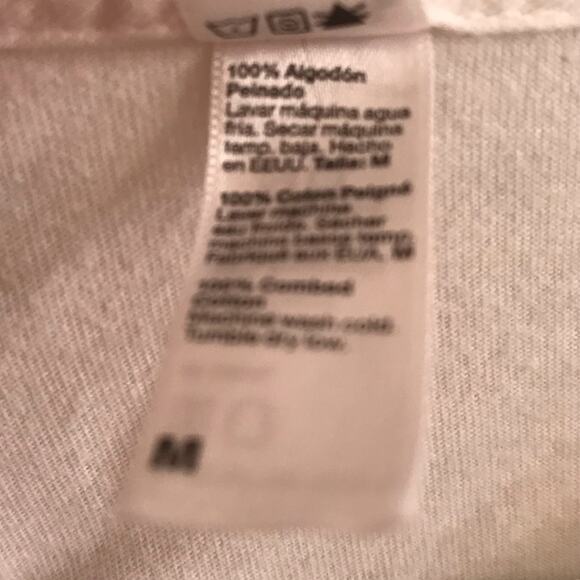 100% Algodón
Peinado
Lavar máquina agua
fría. Secar máquina
temp. baja. Hecho
en EEUU. Talla: M
100% Coton Peigné
Laver machine
eau froide. Sécher
machine basse temp.
Fabriqué aux EUA. M
100% Combed
Cotton
Machine wash cold.
Tumble dry low.
M